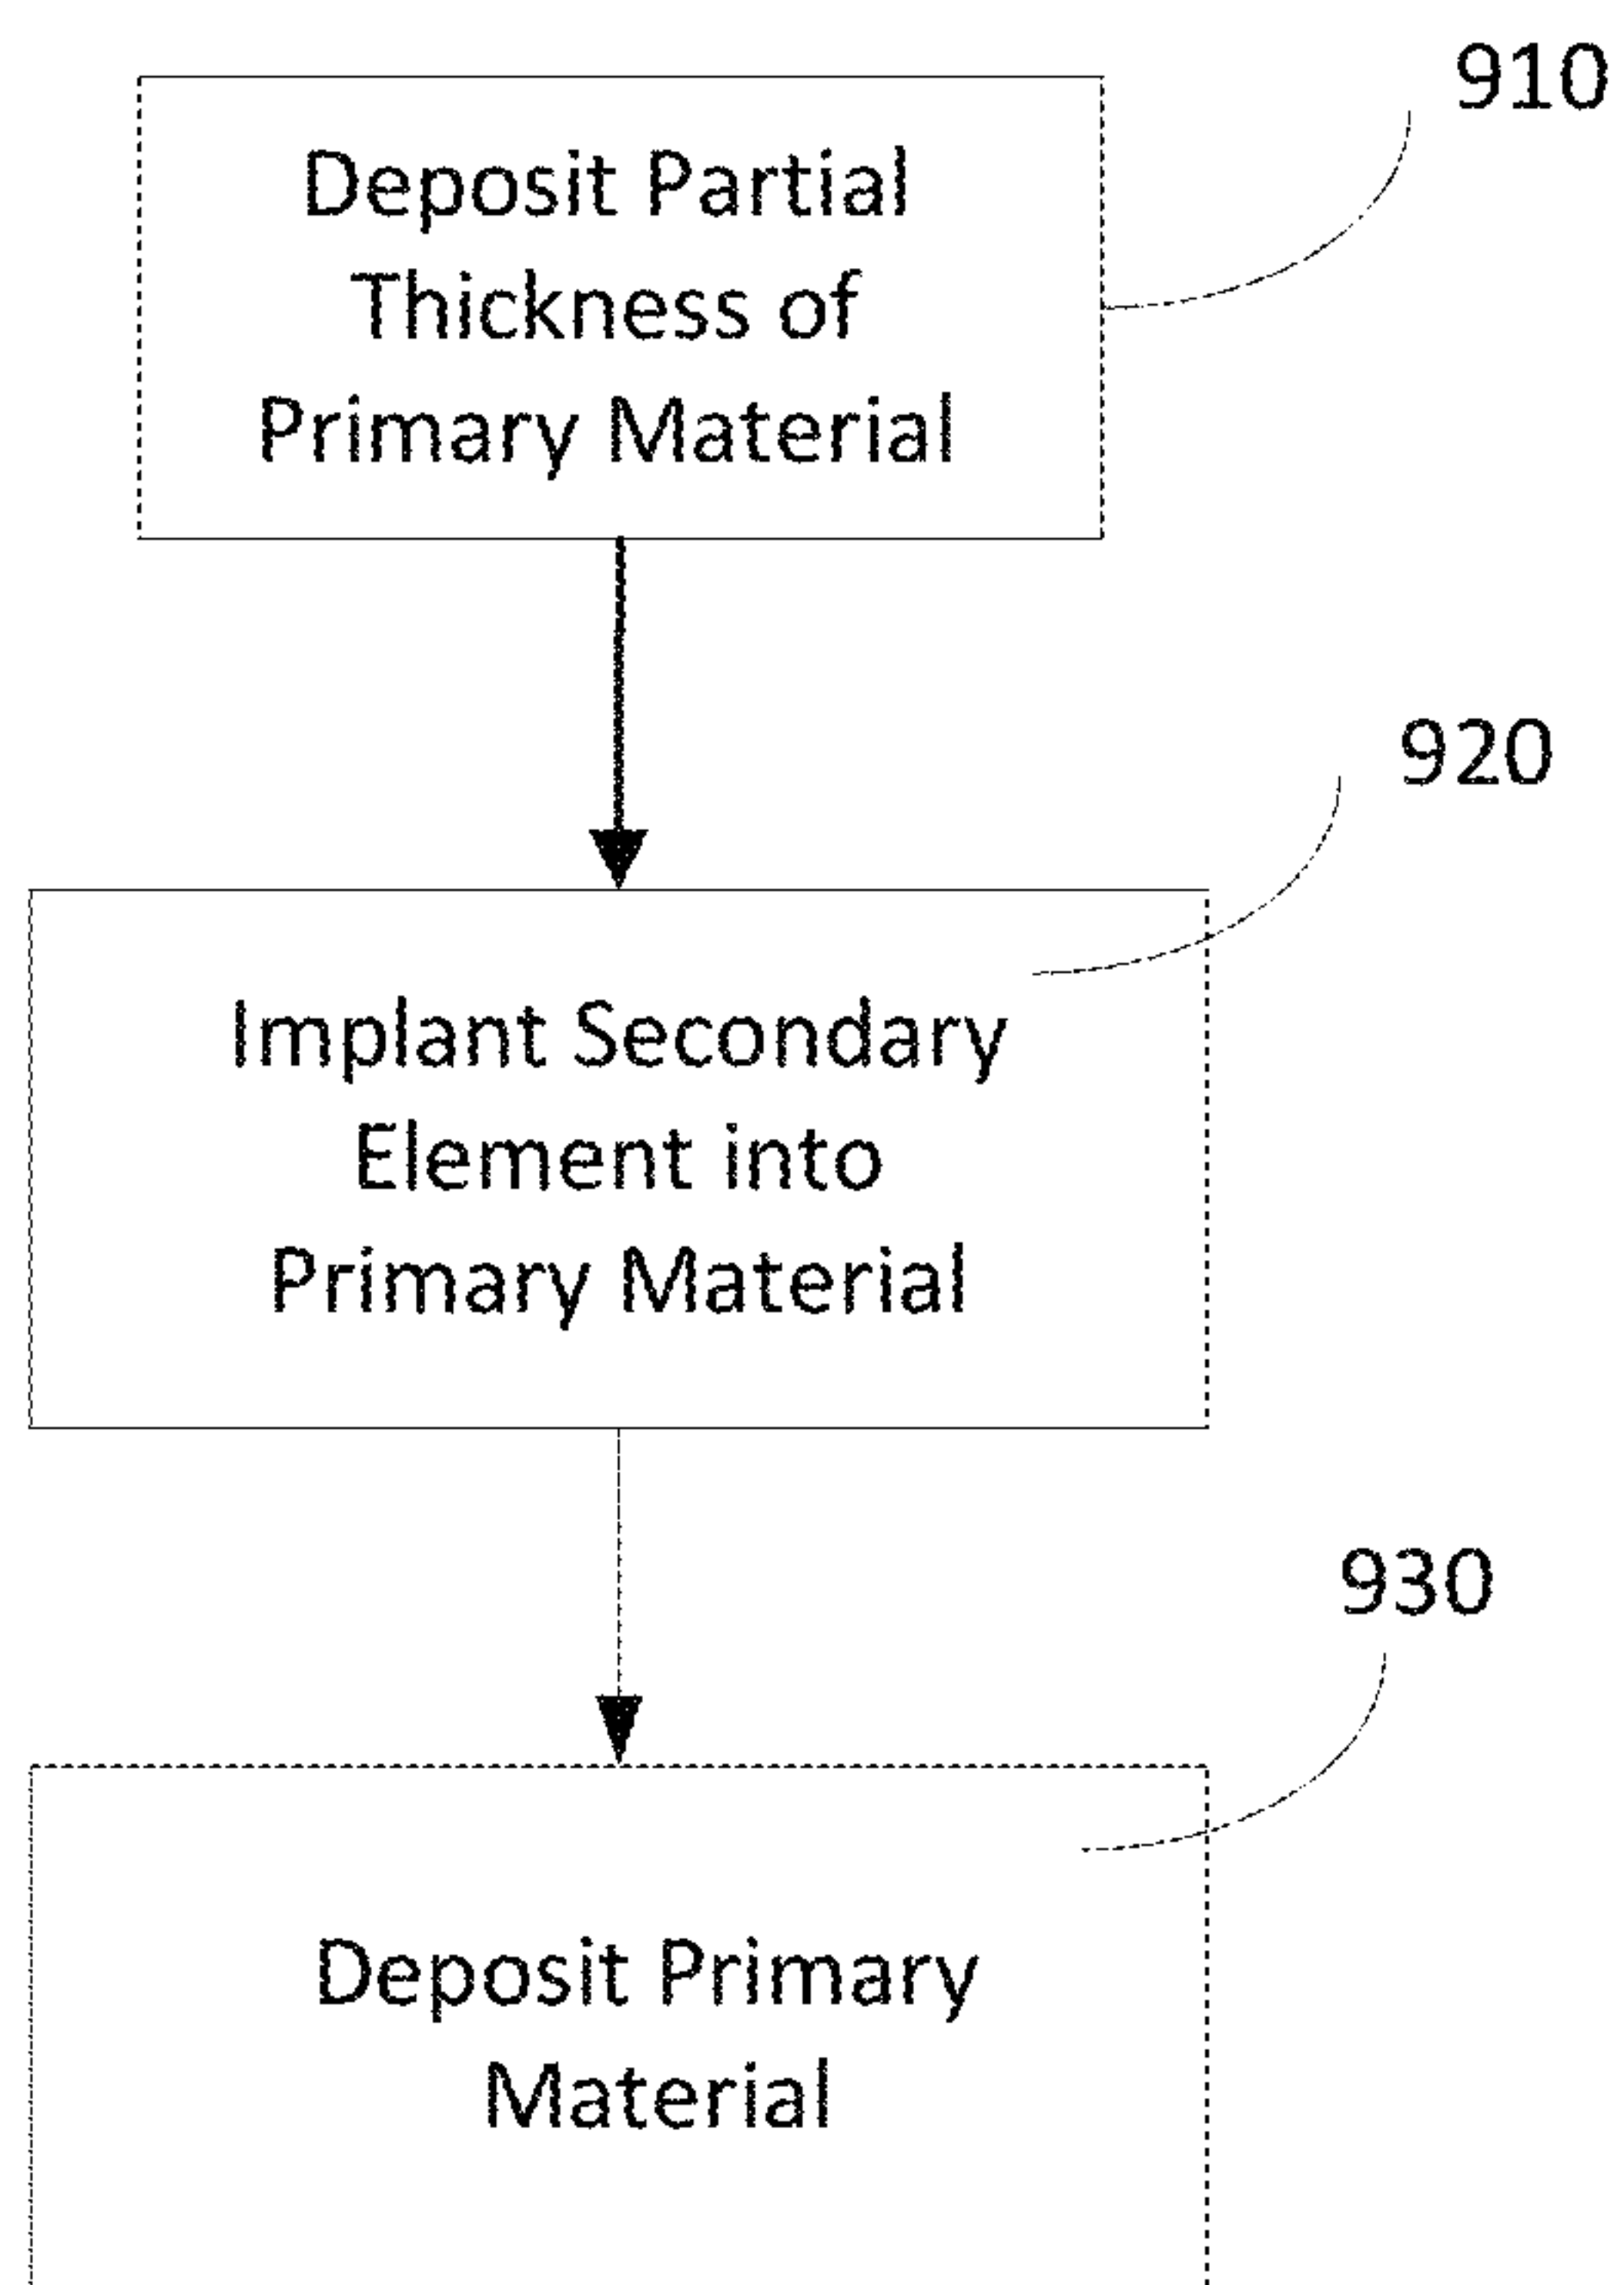 910
Deposit Partial
Thickness of
Primary Material
920
Implant Secondary
Element into
Primary Material
930
Deposit Primary
Material